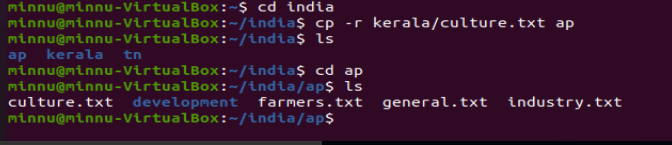 minnu@minnu-VirtualBox:~$ cd india
minnu@minnu-VirtualBox:~/india$ cp -r kerala/culture.txt ap
minnu@minnu-VirtualBox:~/india$ ls
ap kerala tn
minnu@minnu-VirtualBox:~/india$ cd ap
minnu@minnu-VirtualBox:~/india/ap$ ls
culture.txt development farmers.txt general.txt industry.txt
minnu@minnu-VirtualBox:~/india/ap$